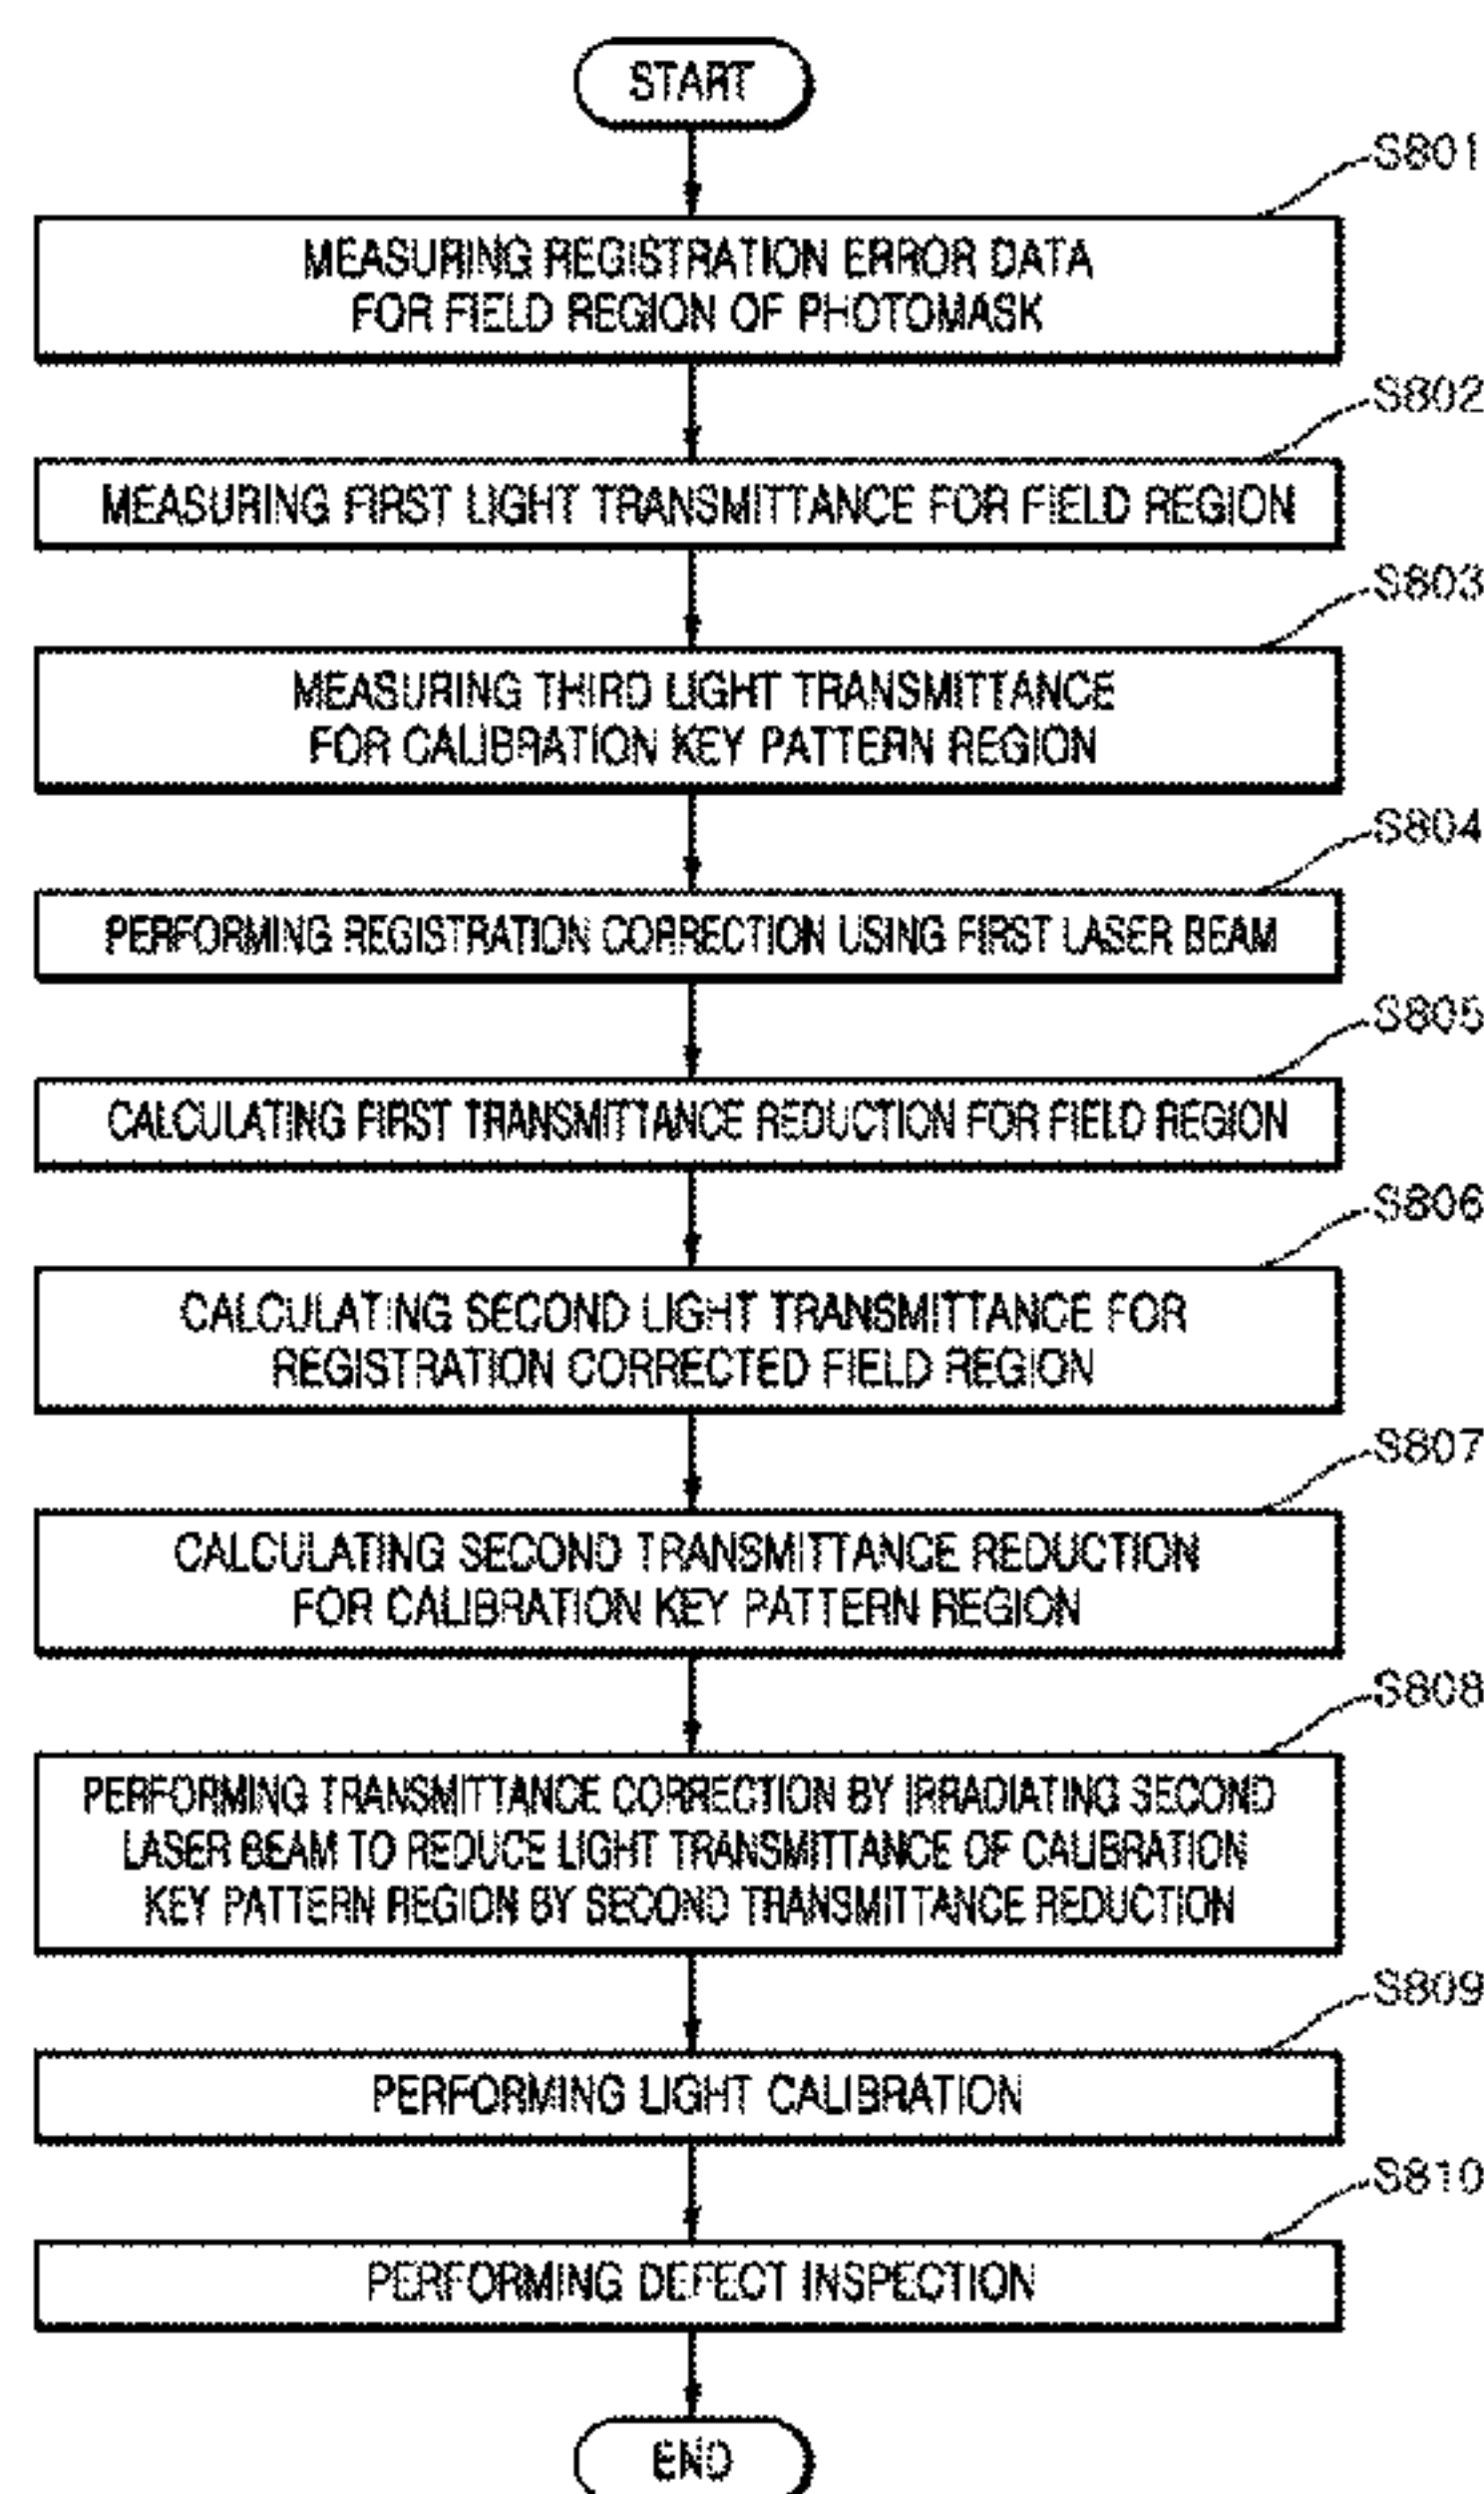 START
S801
MEASURING REGISTRATION ERROR DATA
FOR FIELD REGION OF PHOTOMASK
S802
MEASURING FIRST LIGHT TRANSMITTANCE FOR FIELD REGION
S803
MEASURING THIRD LIGHT TRANSMITTANCE
FOR CALIBRATION KEY PATTERN REGION
S804
PERFORMING REGISTRATION CORRECTION USING FIRST LASER BEAM
S805
CALCULATING FIRST TRANSMITTANCE REDUCTION FOR FIELD REGION
S806
CALCULATING SECOND LIGHT TRANSMITTANCE FOR
REGISTRATION CORRECTED FIELD REGION
S807
CALCULATING SECOND TRANSMITTANCE REDUCTION
FOR CALIBRATION KEY PATTERN REGION
S808
PERFORMING TRANSMITTANCE CORRECTION BY IRRADIATING SECOND
LASER BEAM TO REDUCE LIGHT TRANSMITTANCE OF CALIBRATION
KEY PATTERN REGION BY SECOND TRANSMITTANCE REDUCTION
S809
PERFORMING LIGHT CALIBRATION
S810
PERFORMING DEFECT INSPECTION
END